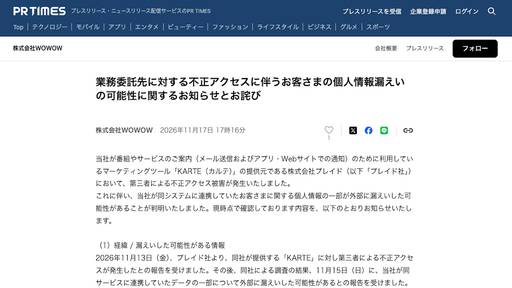 PR TIMES プレスリリース・ニュースリリース配信サービスのPR TIMES プレスリリースを受信 企業登録申請 ログイン
Top テクノロジー モバイル アプリ エンタメ ビューティー ファッション ライフスタイル ビジネス グルメ スポーツ
株式会社WOWOW 会社概要 プレスリリース フォロー
業務委託先に対する不正アクセスに伴うお客さまの個人情報漏えい
の可能性に関するお知らせとお詫び
株式会社WOWOW 2026年11月17日 17時16分
1
当社が番組やサービスのご案内（メール送信およびアプリ・Webサイトでの通知）のために利用してい
るマーケティングツール「KARTE（カルテ)」の提供元である株式会社プレイド（以下「プレイド社」）
において、第三者による不正アクセス被害が発生いたしました。
これに伴い、当社が同システムに連携していたお客さまに関する個人情報の一部が外部に漏えいした可
能性があることが判明いたしました。現時点で確認しております内容を、以下のとおりお知らせいたし
ます。
（1）経緯 / 漏えいした可能性がある情報
2026年11月13日（金）、プレイド社より、同社が提供する「KARTE」に対し第三者による不正アク
セスが発生したとの報告を受けました。その後、同社による調査の結果、11月15日（日）に、当社が同
サービスに連携していたデータの一部について外部に漏えいした可能性があるとの報告を受けました。